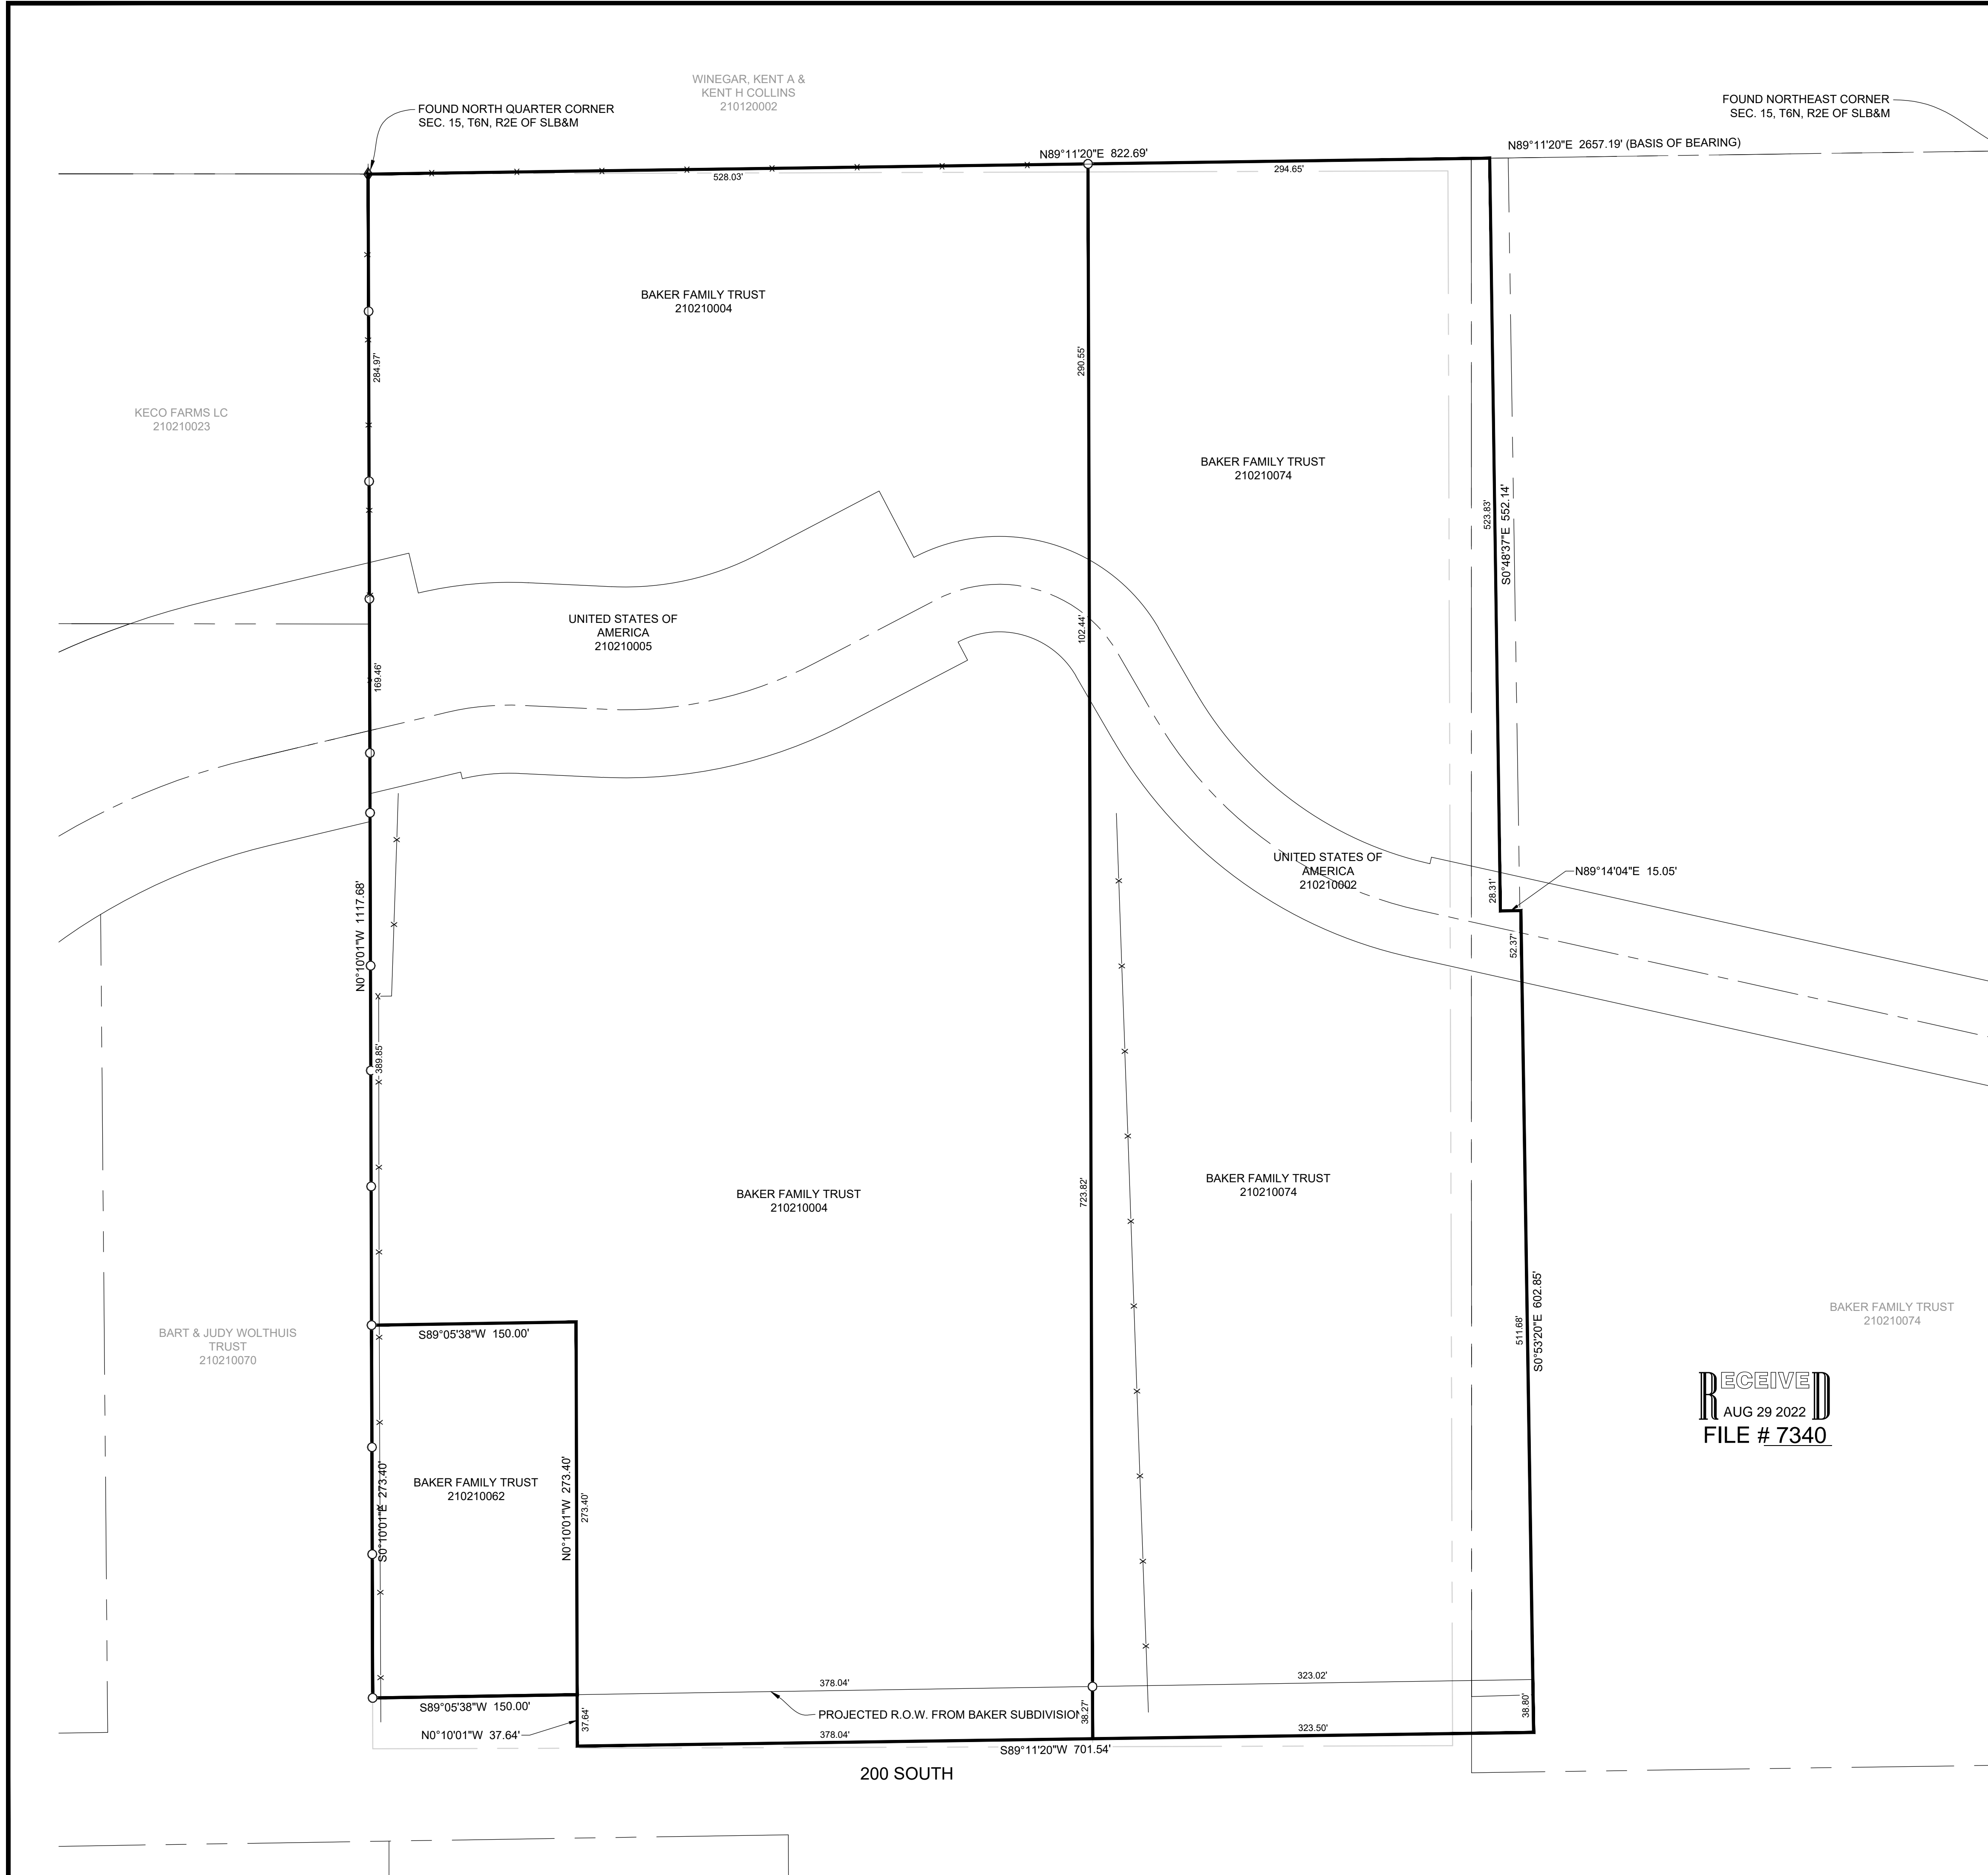 WINEGAR, KENT A &
KENT H COLLINS
210120002
FOUND NORTH QUARTER CORNER
SEC. 15, T6N, R2E OF SLB&M
FOUND NORTHEAST CORNER
SEC. 15, T6N, R2E OF SLB&M
N89°11'20"E 2657.19' (BASIS OF BEARING)
N89°11'20"E 822.69'
528.03'
294.65'
BAKER FAMILY TRUST
210210004
284.97'
290.55'
KECO FARMS LC
210210023
BAKER FAMILY TRUST
210210074
523.83'
S0°48'37"E 552.14'
UNITED STATES OF
AMERICA
210210005
102.44'
169.46'
UNITED STATES OF
AMERICA
210210002
N89°14'04"E 15.05'
28.31'
52.37'
N0°10'01"W 1117.68'
389.85'
BAKER FAMILY TRUST
210210004
723.82'
BAKER FAMILY TRUST
210210074
S0°53'20"E 602.85'
511.68'
BAKER FAMILY TRUST
210210074
BART & JUDY WOLTHUIS
TRUST
210210070
S89°05'38"W 150.00'
RECEIVED
AUG 29 2022
FILE # 7340
BAKER FAMILY TRUST
210210062
S0°10'01"E 273.40'
N0°10'01"W 273.40'
273.40'
378.04'
323.02'
S89°05'38"W 150.00'
PROJECTED R.O.W. FROM BAKER SUBDIVISION
38.27'
38.80'
37.64'
N0°10'01"W 37.64'
378.04'
323.50'
S89°11'20"W 701.54'
200 SOUTH